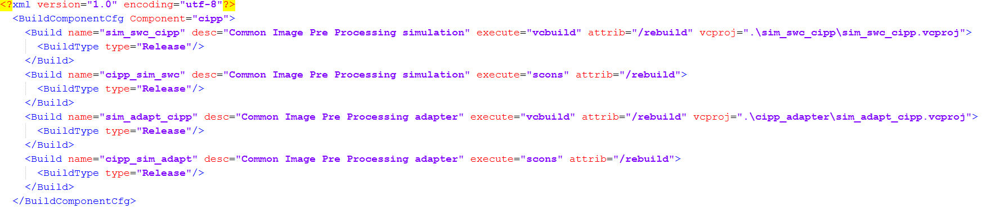 <?xml version="1.0" encoding="utf-8"?>
<BuildComponentCfg Component="cipp">
<Build name="sim_swc_cipp" desc="Common Image Pre Processing simulation" execute="vcbuild" attrib="/rebuild" vcproj=".\sim_swc_cipp\sim_swc_cipp.vcproj">
<BuildType type="Release"/>
</Build>
<Build name="cipp_sim_swc" desc="Common Image Pre Processing simulation" execute="scons" attrib="/rebuild">
<BuildType type="Release"/>
</Build>
<Build name="sim_adapt_cipp" desc="Common Image Pre Processing adapter" execute="vcbuild" attrib="/rebuild" vcproj=".\cipp_adapter\sim_adapt_cipp.vcproj">
<BuildType type="Release"/>
</Build>
<Build name="cipp_sim_adapt" desc="Common Image Pre Processing adapter" execute="scons" attrib="/rebuild">
<BuildType type="Release"/>
</Build>
</BuildComponentCfg>